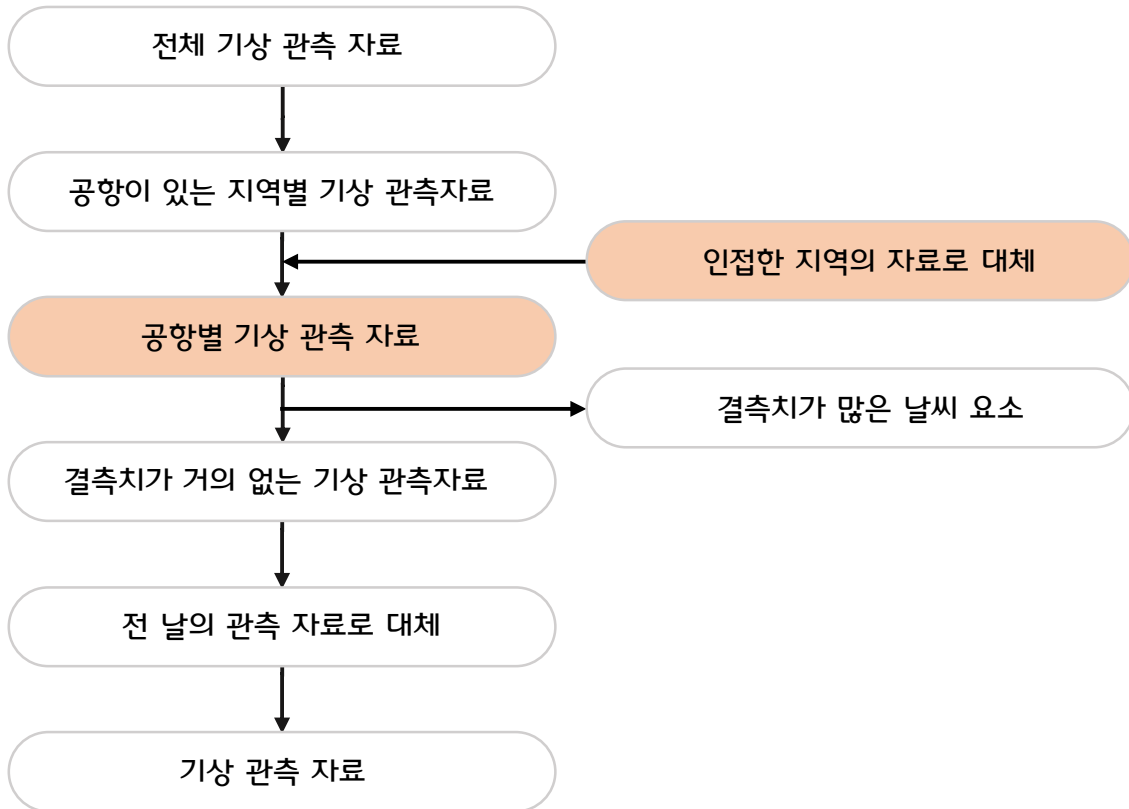 전체 기상 관측 자료
공항이 있는 지역별 기상 관측자료
인접한 지역의 자료로 대체
공항별 기상 관측 자료
결측치가 많은 날씨 요소
결측치가 거의 없는 기상 관측자료
전 날의 관측 자료로 대체
기상 관측 자료